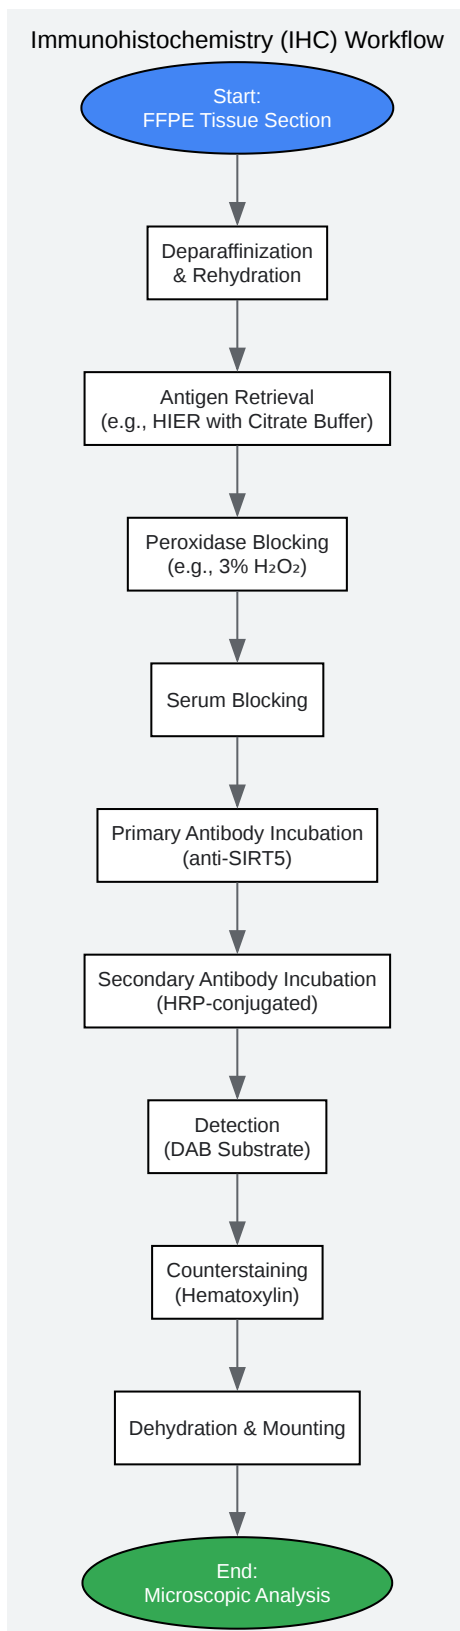 Immunohistochemistry (IHC) Workflow
Start:
FFPE Tissue Section
Deparaffinization
& Rehydration
Antigen Retrieval
(e.g., HIER with Citrate Buffer)
Peroxidase Blocking
(e.g., 3% H₂O₂)
Serum Blocking
Primary Antibody Incubation
(anti-SIRT5)
Secondary Antibody Incubation
(HRP-conjugated)
Detection
(DAB Substrate)
Counterstaining
(Hematoxylin)
Dehydration & Mounting
End:
Microscopic Analysis